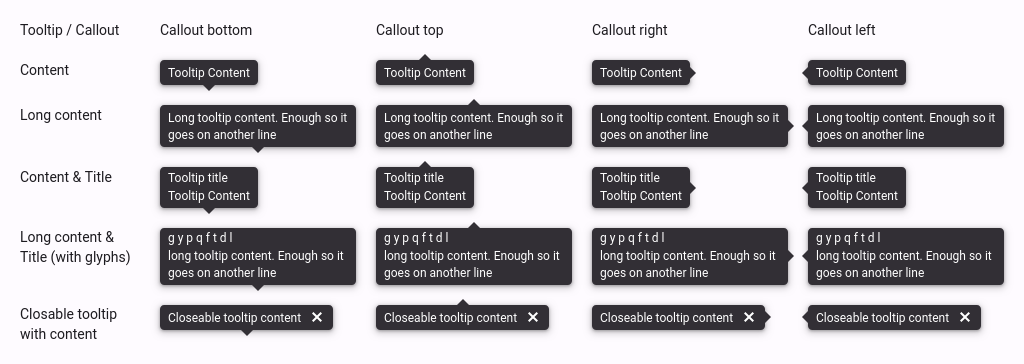 Tooltip / Callout Callout bottom Callout top Callout right Callout left
Content Tooltip Content Tooltip Content Tooltip Content Tooltip Content
Long content Long tooltip content. Enough so it Long tooltip content. Enough so it Long tooltip content. Enough so it Long tooltip content. Enough so it
goes on another line goes on another line goes on another line goes on another line
Content & Title Tooltip title Tooltip title Tooltip title Tooltip title
Tooltip Content Tooltip Content Tooltip Content Tooltip Content
Long content & g y p q f t d l g y p q f t d l g y p q f t d l g y p q f t d l
Title (with glyphs) long tooltip content. Enough so it long tooltip content. Enough so it long tooltip content. Enough so it long tooltip content. Enough so it
goes on another line goes on another line goes on another line goes on another line
Closable tooltip Closeable tooltip content Closeable tooltip content Closeable tooltip content Closeable tooltip content
with content